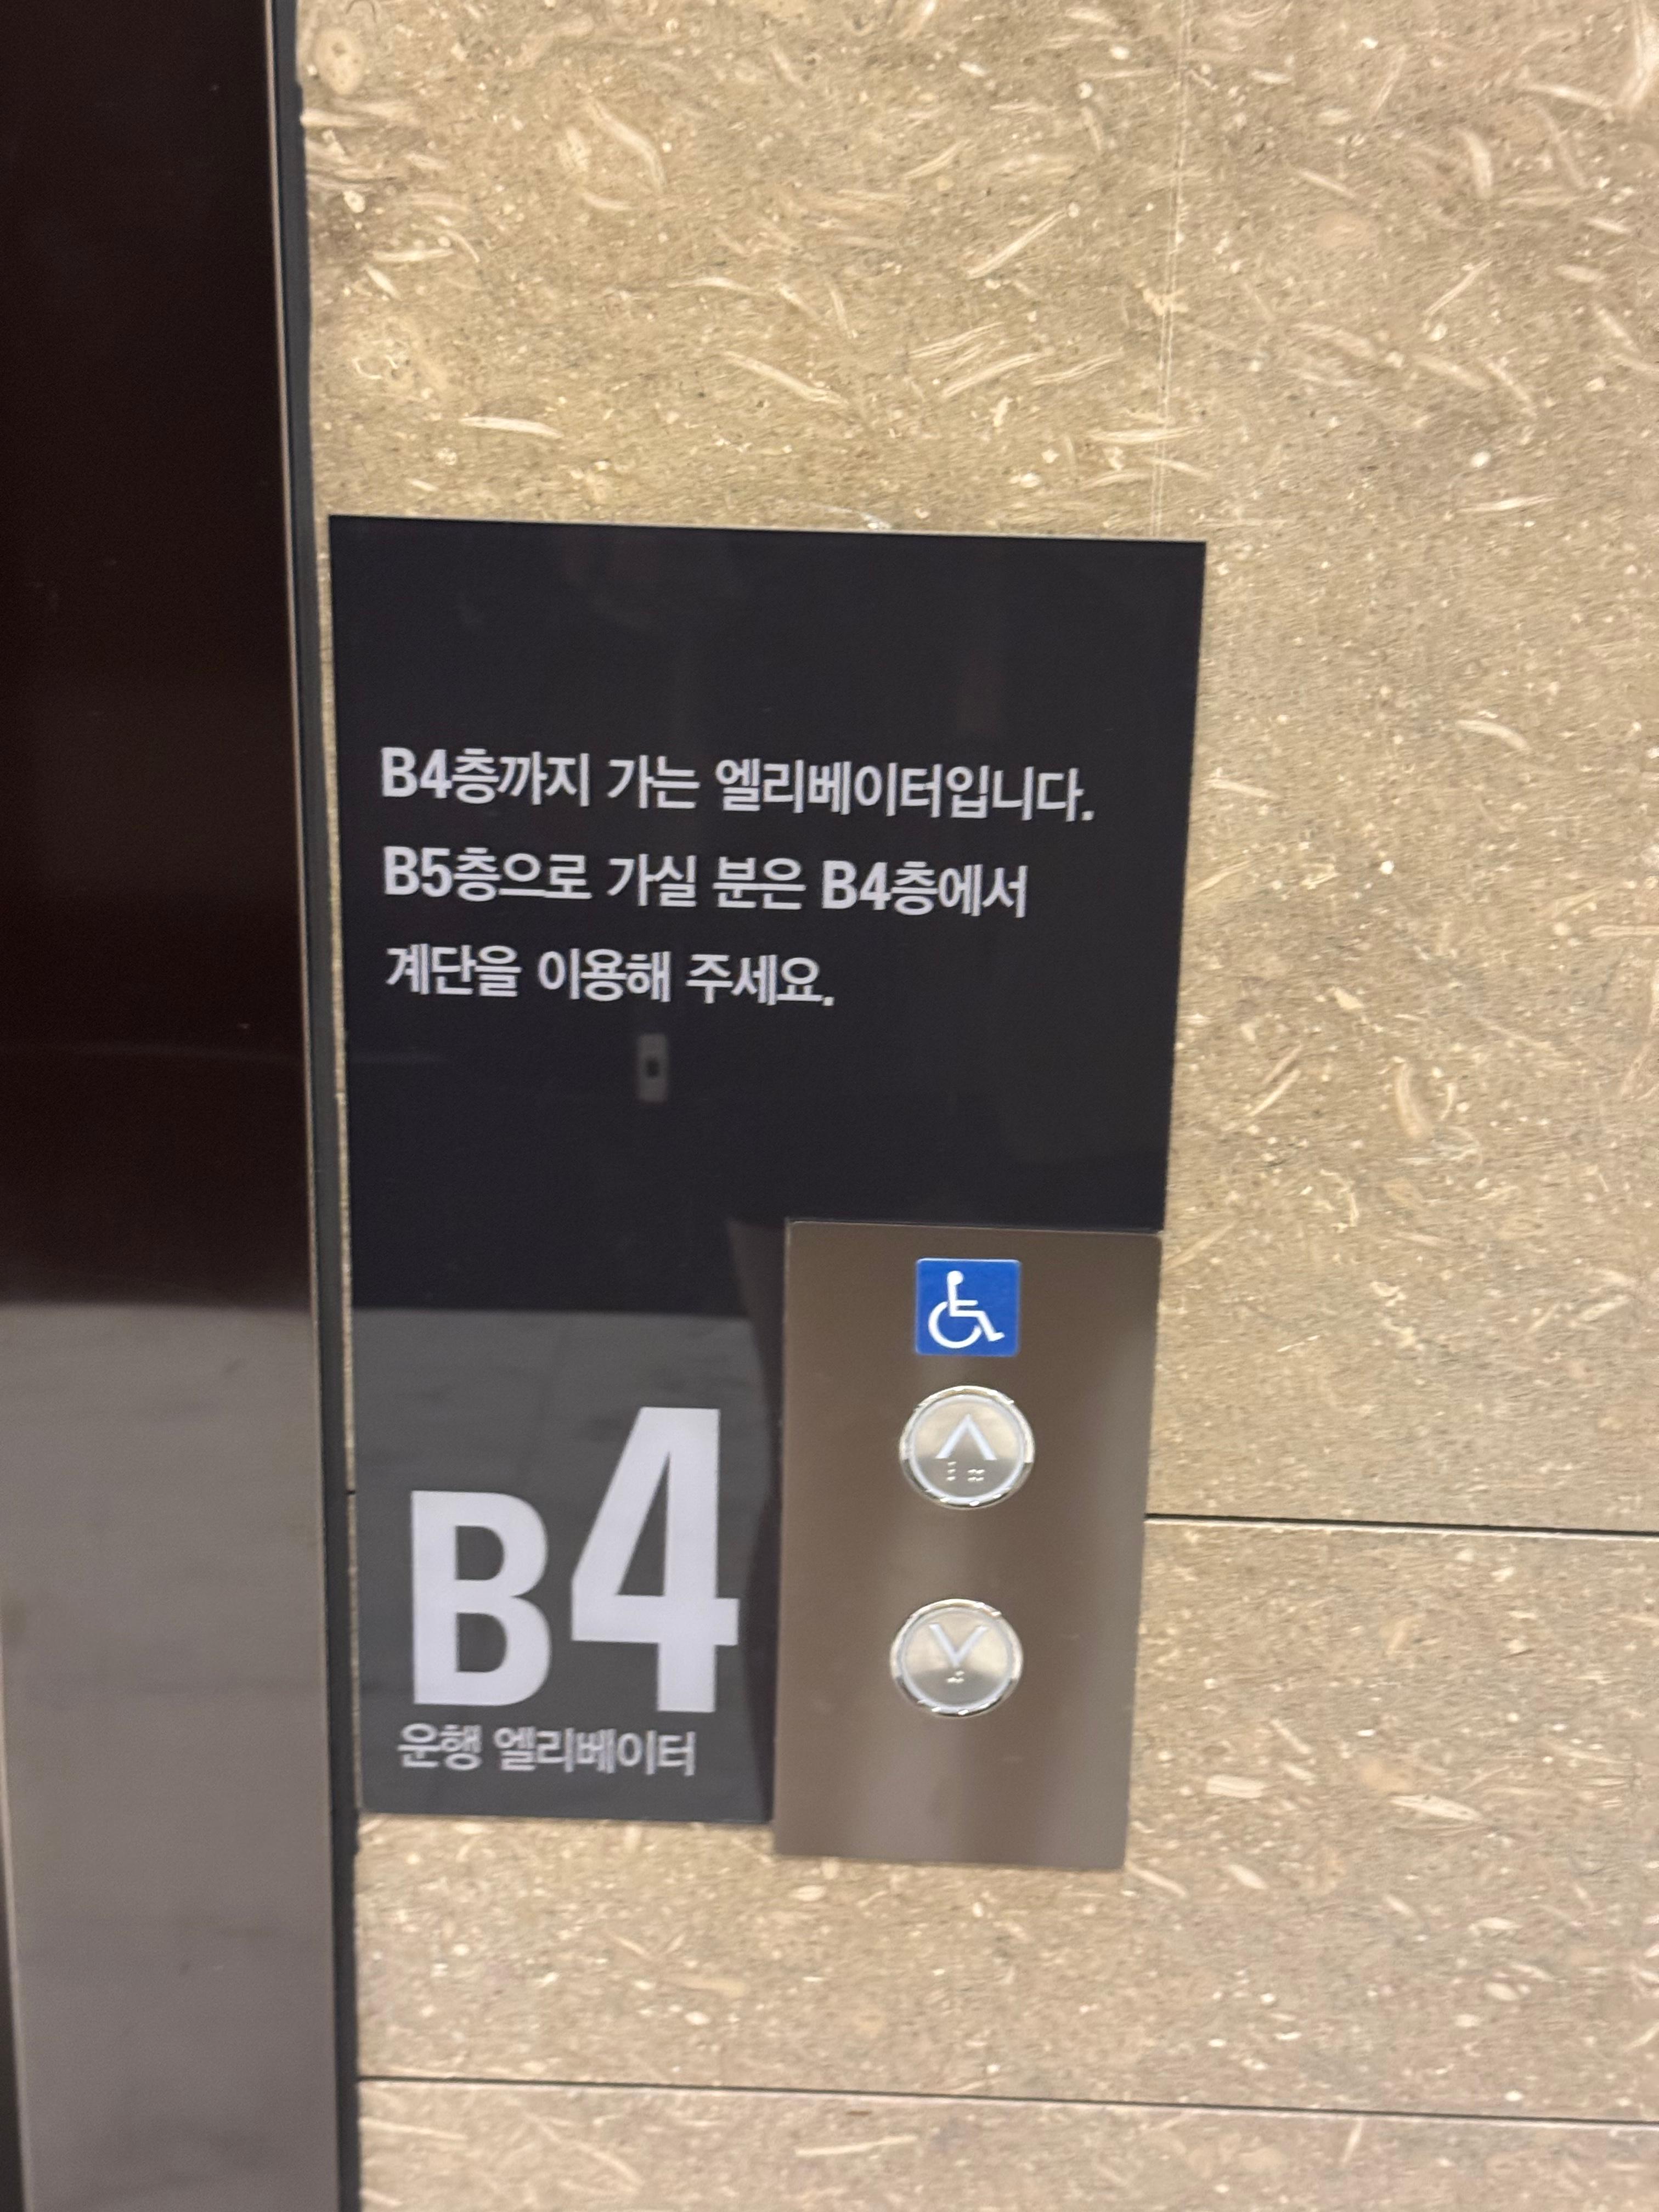 B4층까지 가는 엘리베이터입니다.
B5층으로 가실 분은 B4층에서
계단을 이용해 주세요.
B4
운행 엘리베이터